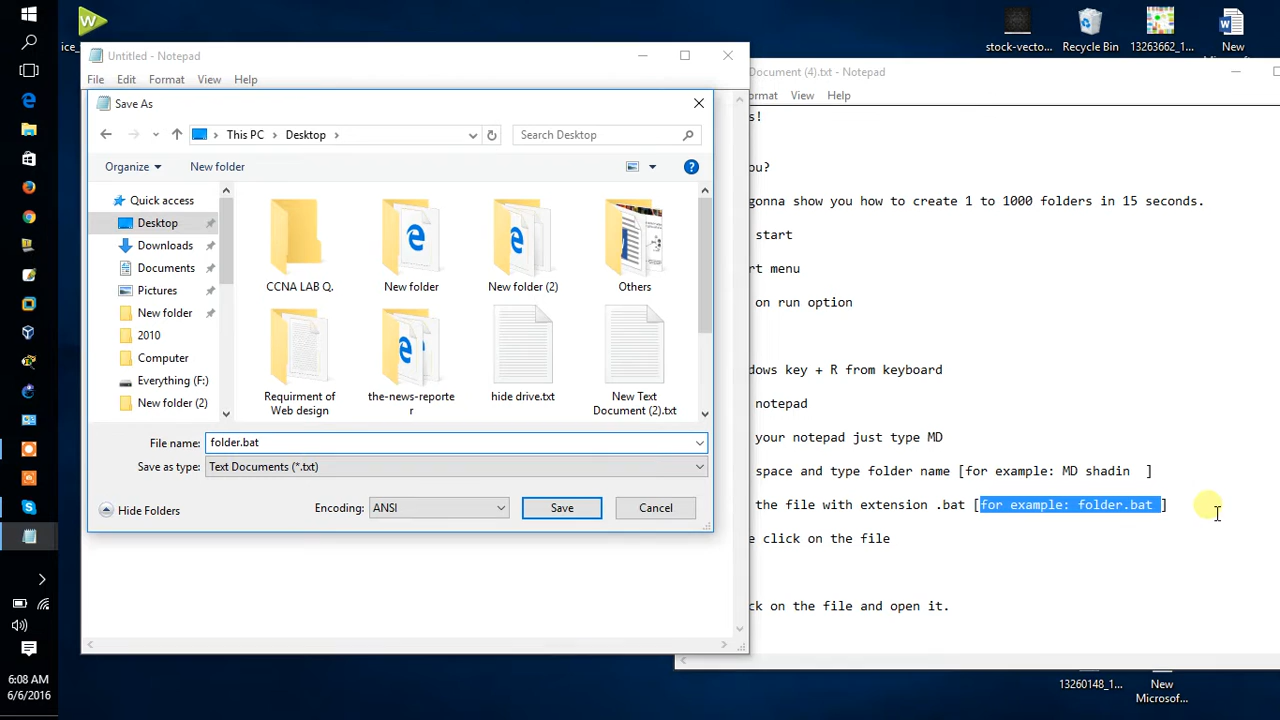 ice_
stock-vecto...
Recycle Bin
13263662_1...
New
Untitled - Notepad
File Edit Format View Help
Document (4).txt - Notepad
ormat View Help
Save As
This PC > Desktop >
Search Desktop
Organize
New folder
Quick access
Desktop
Downloads
Documents
Pictures
New folder
2010
Computer
Everything (F:)
New folder (2)
CCNA LAB Q.
New folder
New folder (2)
Others
Requirment of
Web design
the-news-reporte
r
hide drive.txt
New Text
Document (2).txt
File name: folder.bat
Save as type: Text Documents (*.txt)
Hide Folders
Encoding: ANSI
Save
Cancel
s!
ou?
gonna show you how to create 1 to 1000 folders in 15 seconds.
start
rt menu
on run option
dows key + R from keyboard
notepad
your notepad just type MD
space and type folder name [for example: MD shadin ]
the file with extension .bat [for example: folder.bat ]
e click on the file
ck on the file and open it.
13260148_1...
New
Microsof...
6:08 AM
6/6/2016